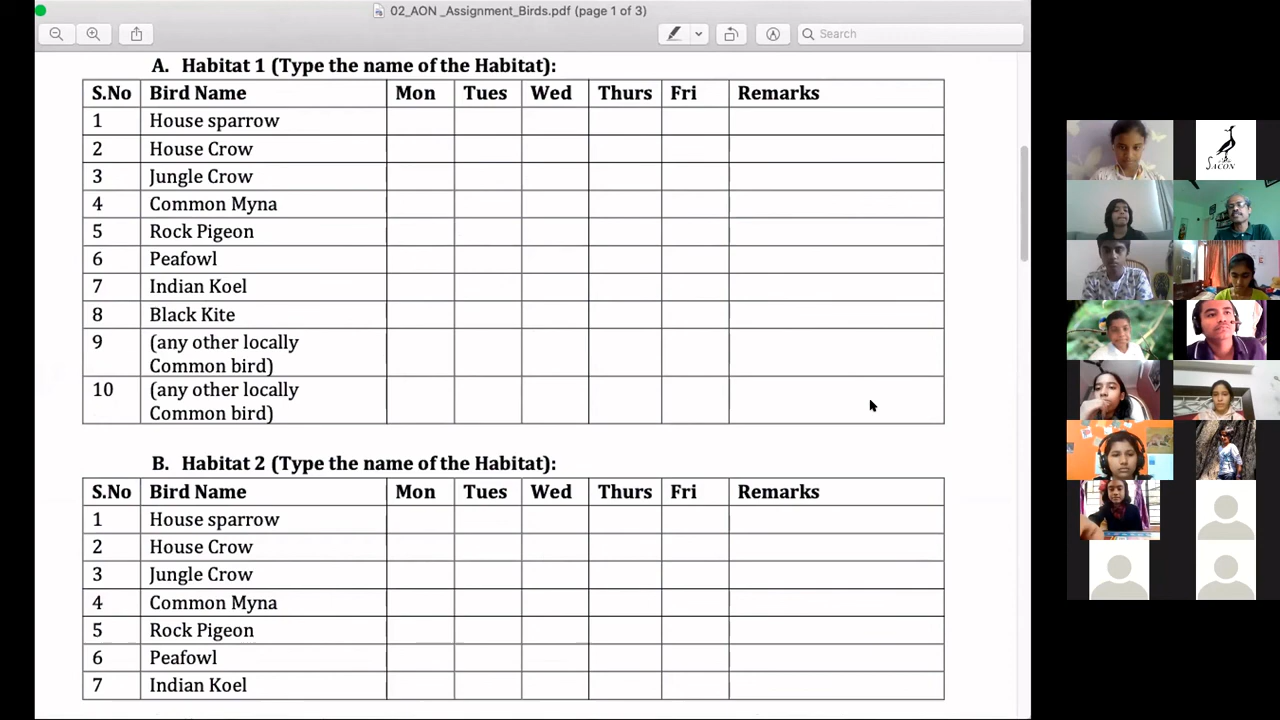 02_AON _Assignment_Birds.pdf (page 1 of 3)
Search
A. Habitat 1 (Type the name of the Habitat):
S.No Bird Name Mon Tues Wed Thurs Fri Remarks
1 House sparrow
2 House Crow
3 Jungle Crow
4 Common Myna
5 Rock Pigeon
6 Peafowl
7 Indian Koel
8 Black Kite
9 (any other locally
Common bird)
10 (any other locally
Common bird)
B. Habitat 2 (Type the name of the Habitat):
S.No Bird Name Mon Tues Wed Thurs Fri Remarks
1 House sparrow
2 House Crow
3 Jungle Crow
4 Common Myna
5 Rock Pigeon
6 Peafowl
7 Indian Koel
SACON